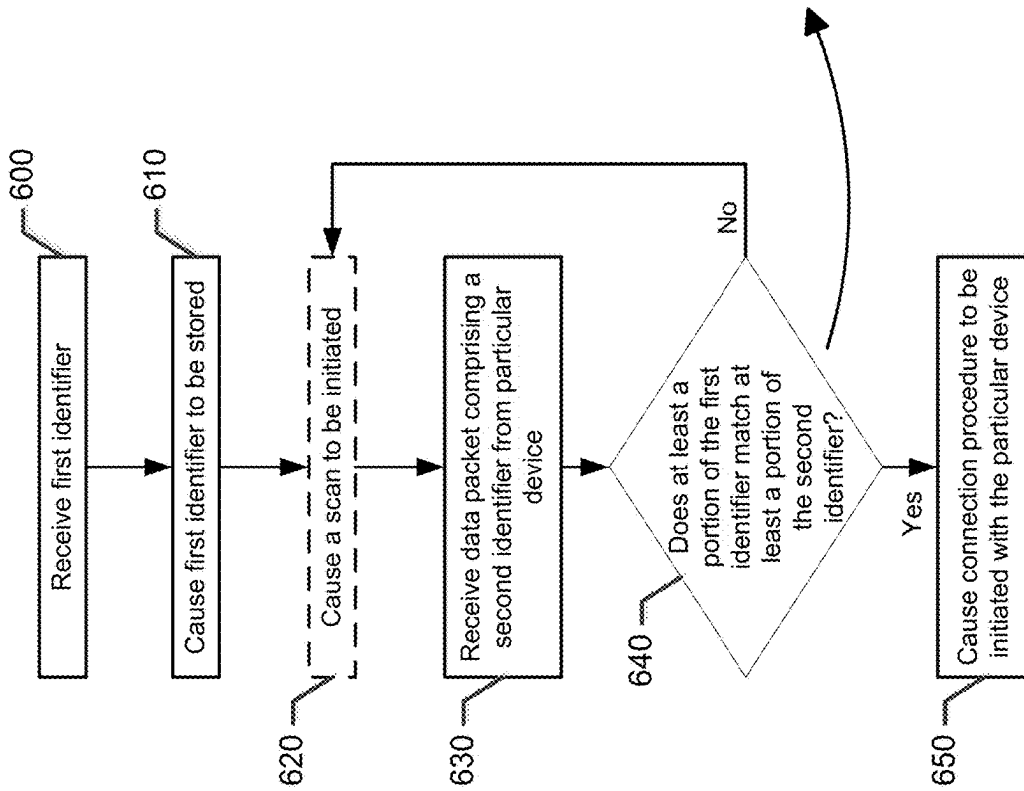 600
Receive first identifier
610
Cause first identifier to be stored
620
Cause a scan to be initiated
630
Receive data packet comprising a
second identifier from particular
device
640
Does at least a
portion of the first
identifier match at
least a portion of
the second
identifier?
No
Yes
650
Cause connection procedure to be
initiated with the particular device